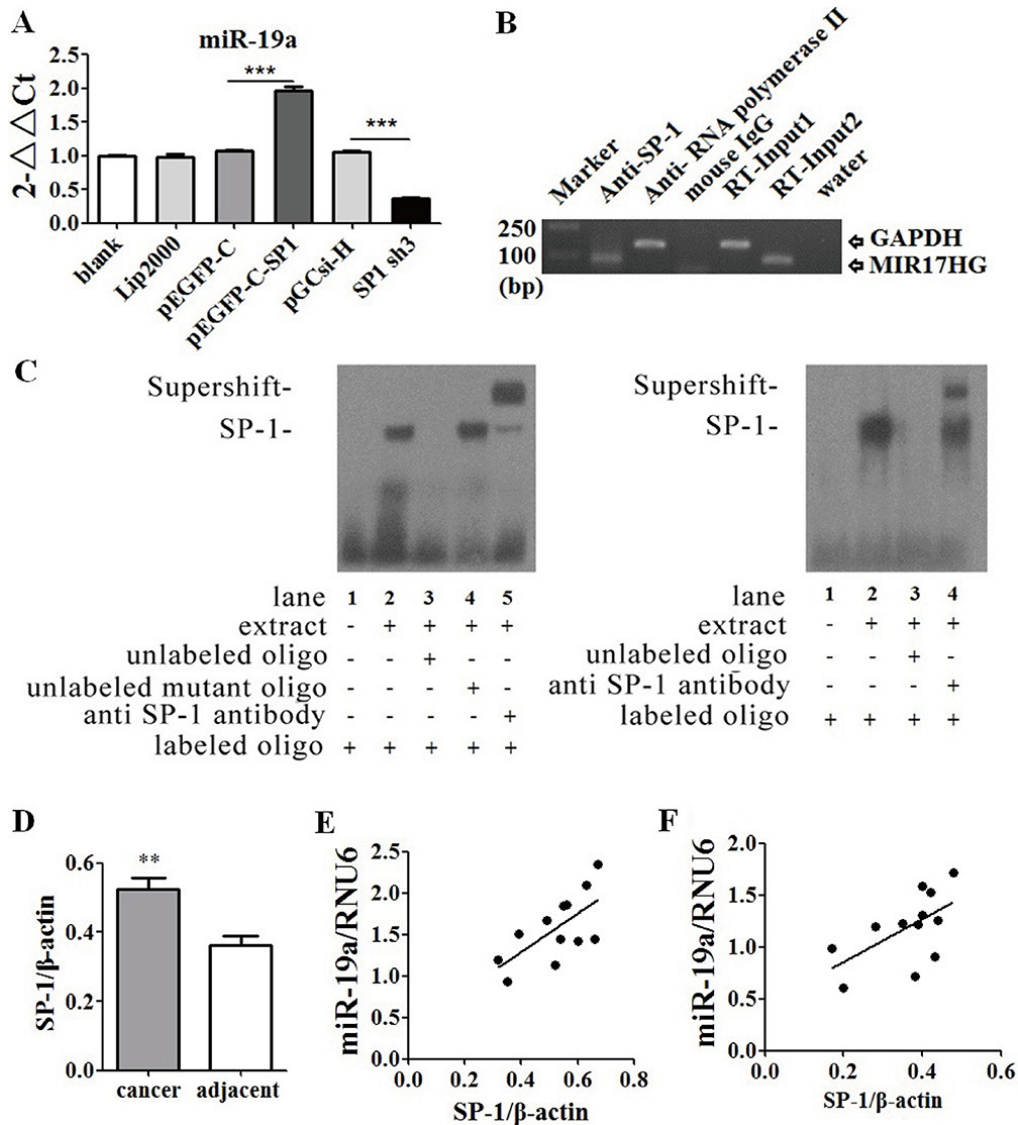 A
miR-19a
2-△△Ct
2.5
2.0
1.5
1.0
0.5
0.0
***
***
blank
Lip2000
pEGFP-C
pEGFP-C-SP1
pGCsi-H
SP1 sh3
B
Marker
Anti-SP-1
Anti- RNA polymerase II
mouse IgG
RT-Input1
RT-Input2
water
250
100
(bp)
⇦ GAPDH
⇦ MIR17HG
C
Supershift-
SP-1-
lane 1 2 3 4 5
extract - + + + +
unlabeled oligo - - + - -
unlabeled mutant oligo - - - + -
anti SP-1 antibody - - - - +
labeled oligo + + + + +
Supershift-
SP-1-
lane 1 2 3 4
extract - + + +
unlabeled oligo - - + -
anti SP-1 antibody - - - +
labeled oligo + + + +
D
SP-1/β-actin
0.6
0.4
0.2
0.0
**
cancer adjacent
E
miR-19a/RNU6
2.5
2.0
1.5
1.0
0.5
0.0
0.0 0.2 0.4 0.6 0.8
SP-1/β-actin
F
miR-19a/RNU6
2.0
1.5
1.0
0.5
0.0
0.0 0.2 0.4 0.6
SP-1/β-actin